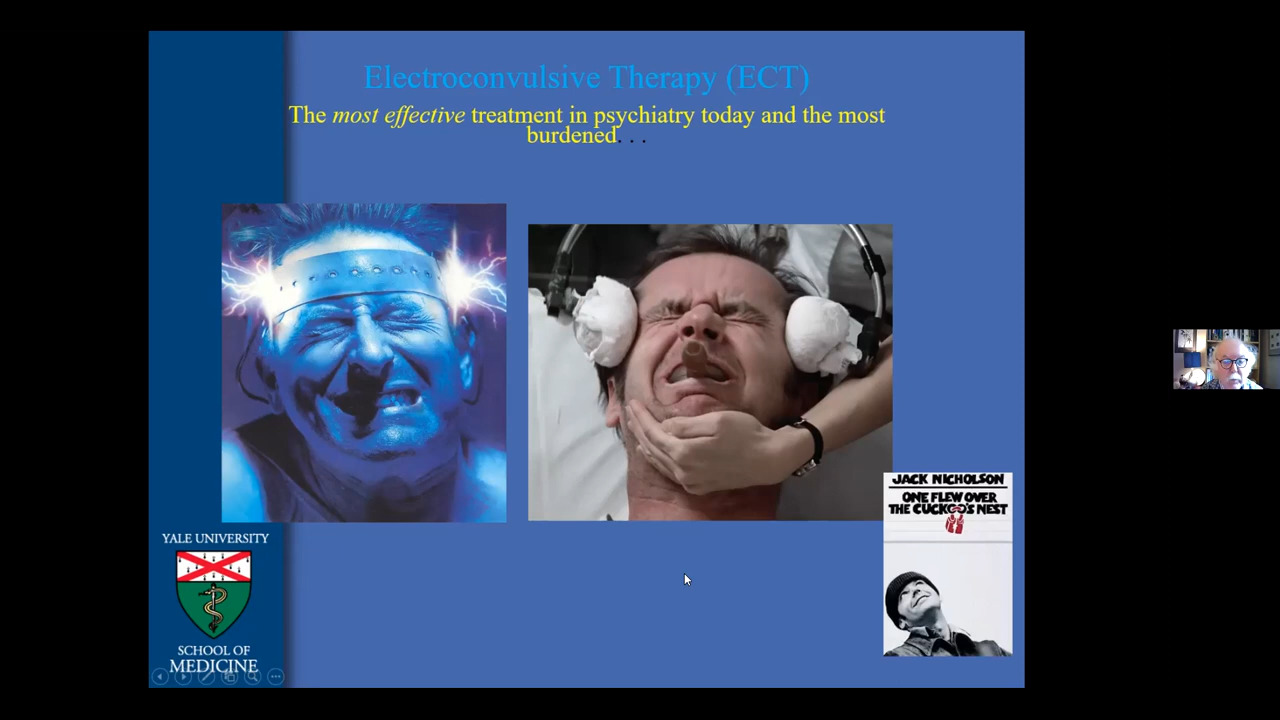 Electroconvulsive Therapy (ECT)
The most effective treatment in psychiatry today and the most
burdened. . .
JACK NICHOLSON
ONE FLEW OVER
THE CUCKOO'S NEST
YALE UNIVERSITY
SCHOOL OF
MEDICINE